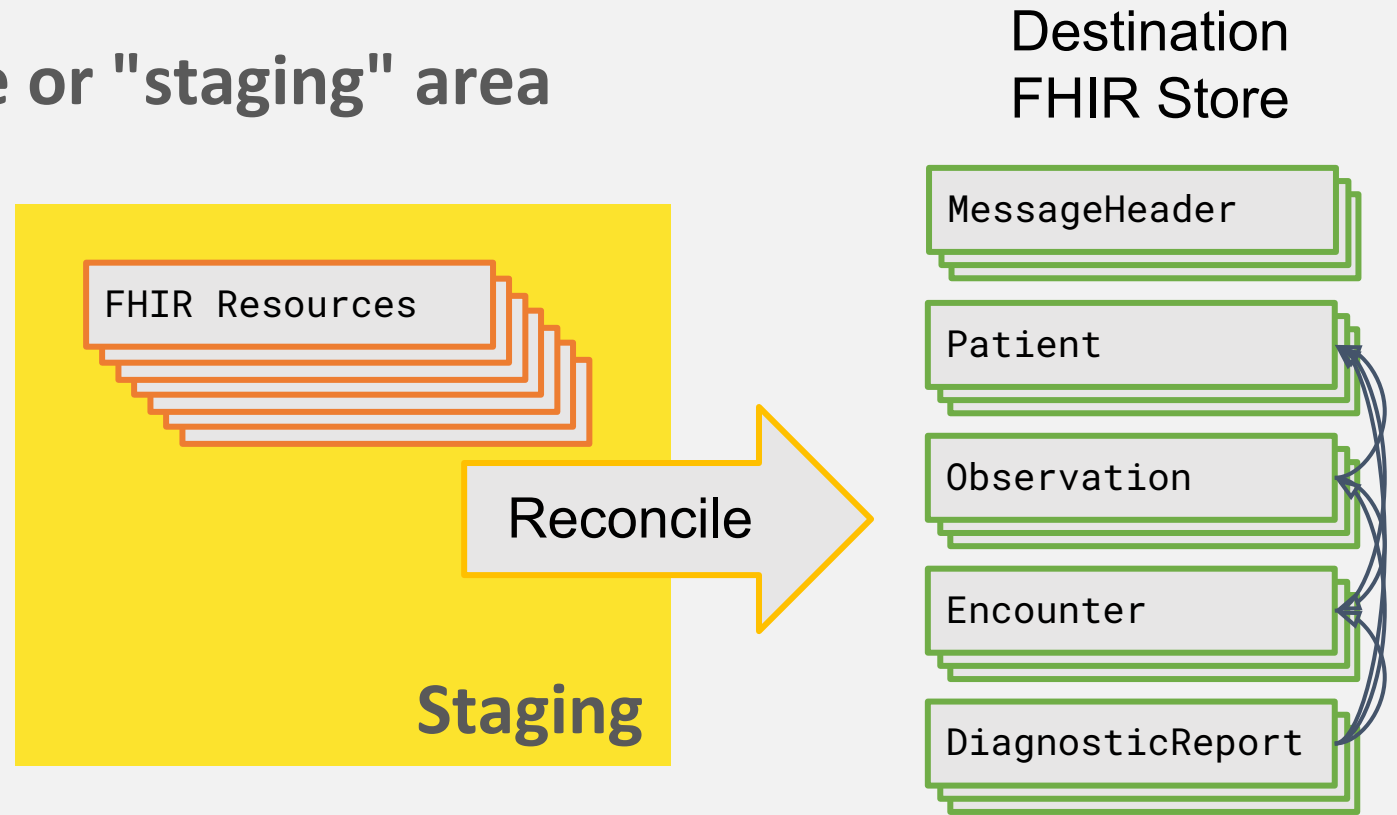 e or "staging" area
Destination
FHIR Store
FHIR Resources
Reconcile
Staging
MessageHeader
Patient
Observation
Encounter
DiagnosticReport